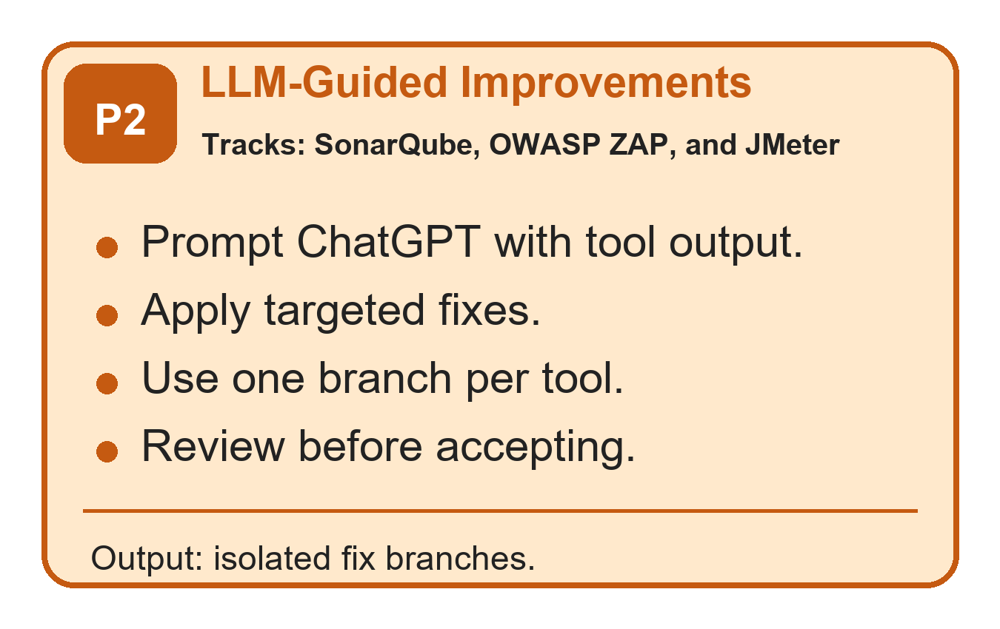 P2
LLM-Guided Improvements
Tracks: SonarQube, OWASP ZAP, and JMeter
Prompt ChatGPT with tool output.
Apply targeted fixes.
Use one branch per tool.
Review before accepting.
Output: isolated fix branches.